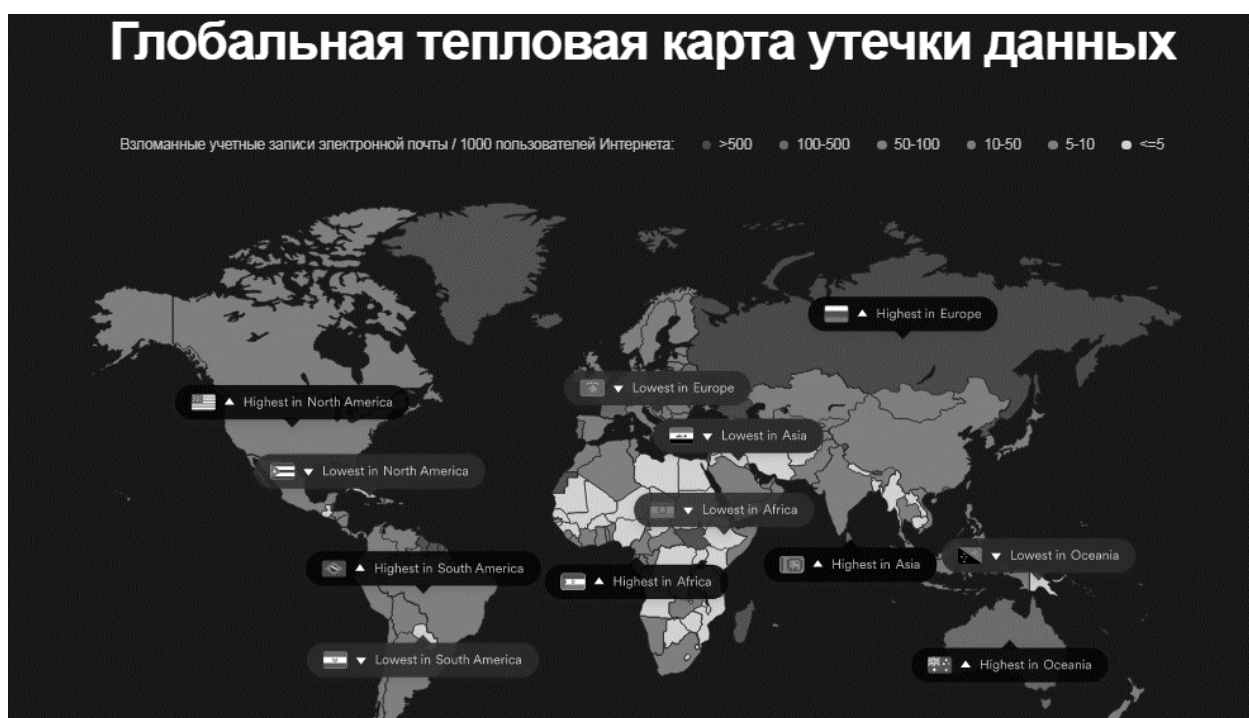 Глобальная тепловая карта утечки данных
Взломанные учетные записи электронной почты / 1000 пользователей Интернета: >500 100-500 50-100 10-50 5-10 <=5
Highest in Europe
Lowest in Europe
Highest in North America
Lowest in Asia
Lowest in North America
Lowest in Africa
Lowest in Oceania
Highest in South America
Highest in Asia
Highest in Africa
Lowest in South America
Highest in Oceania